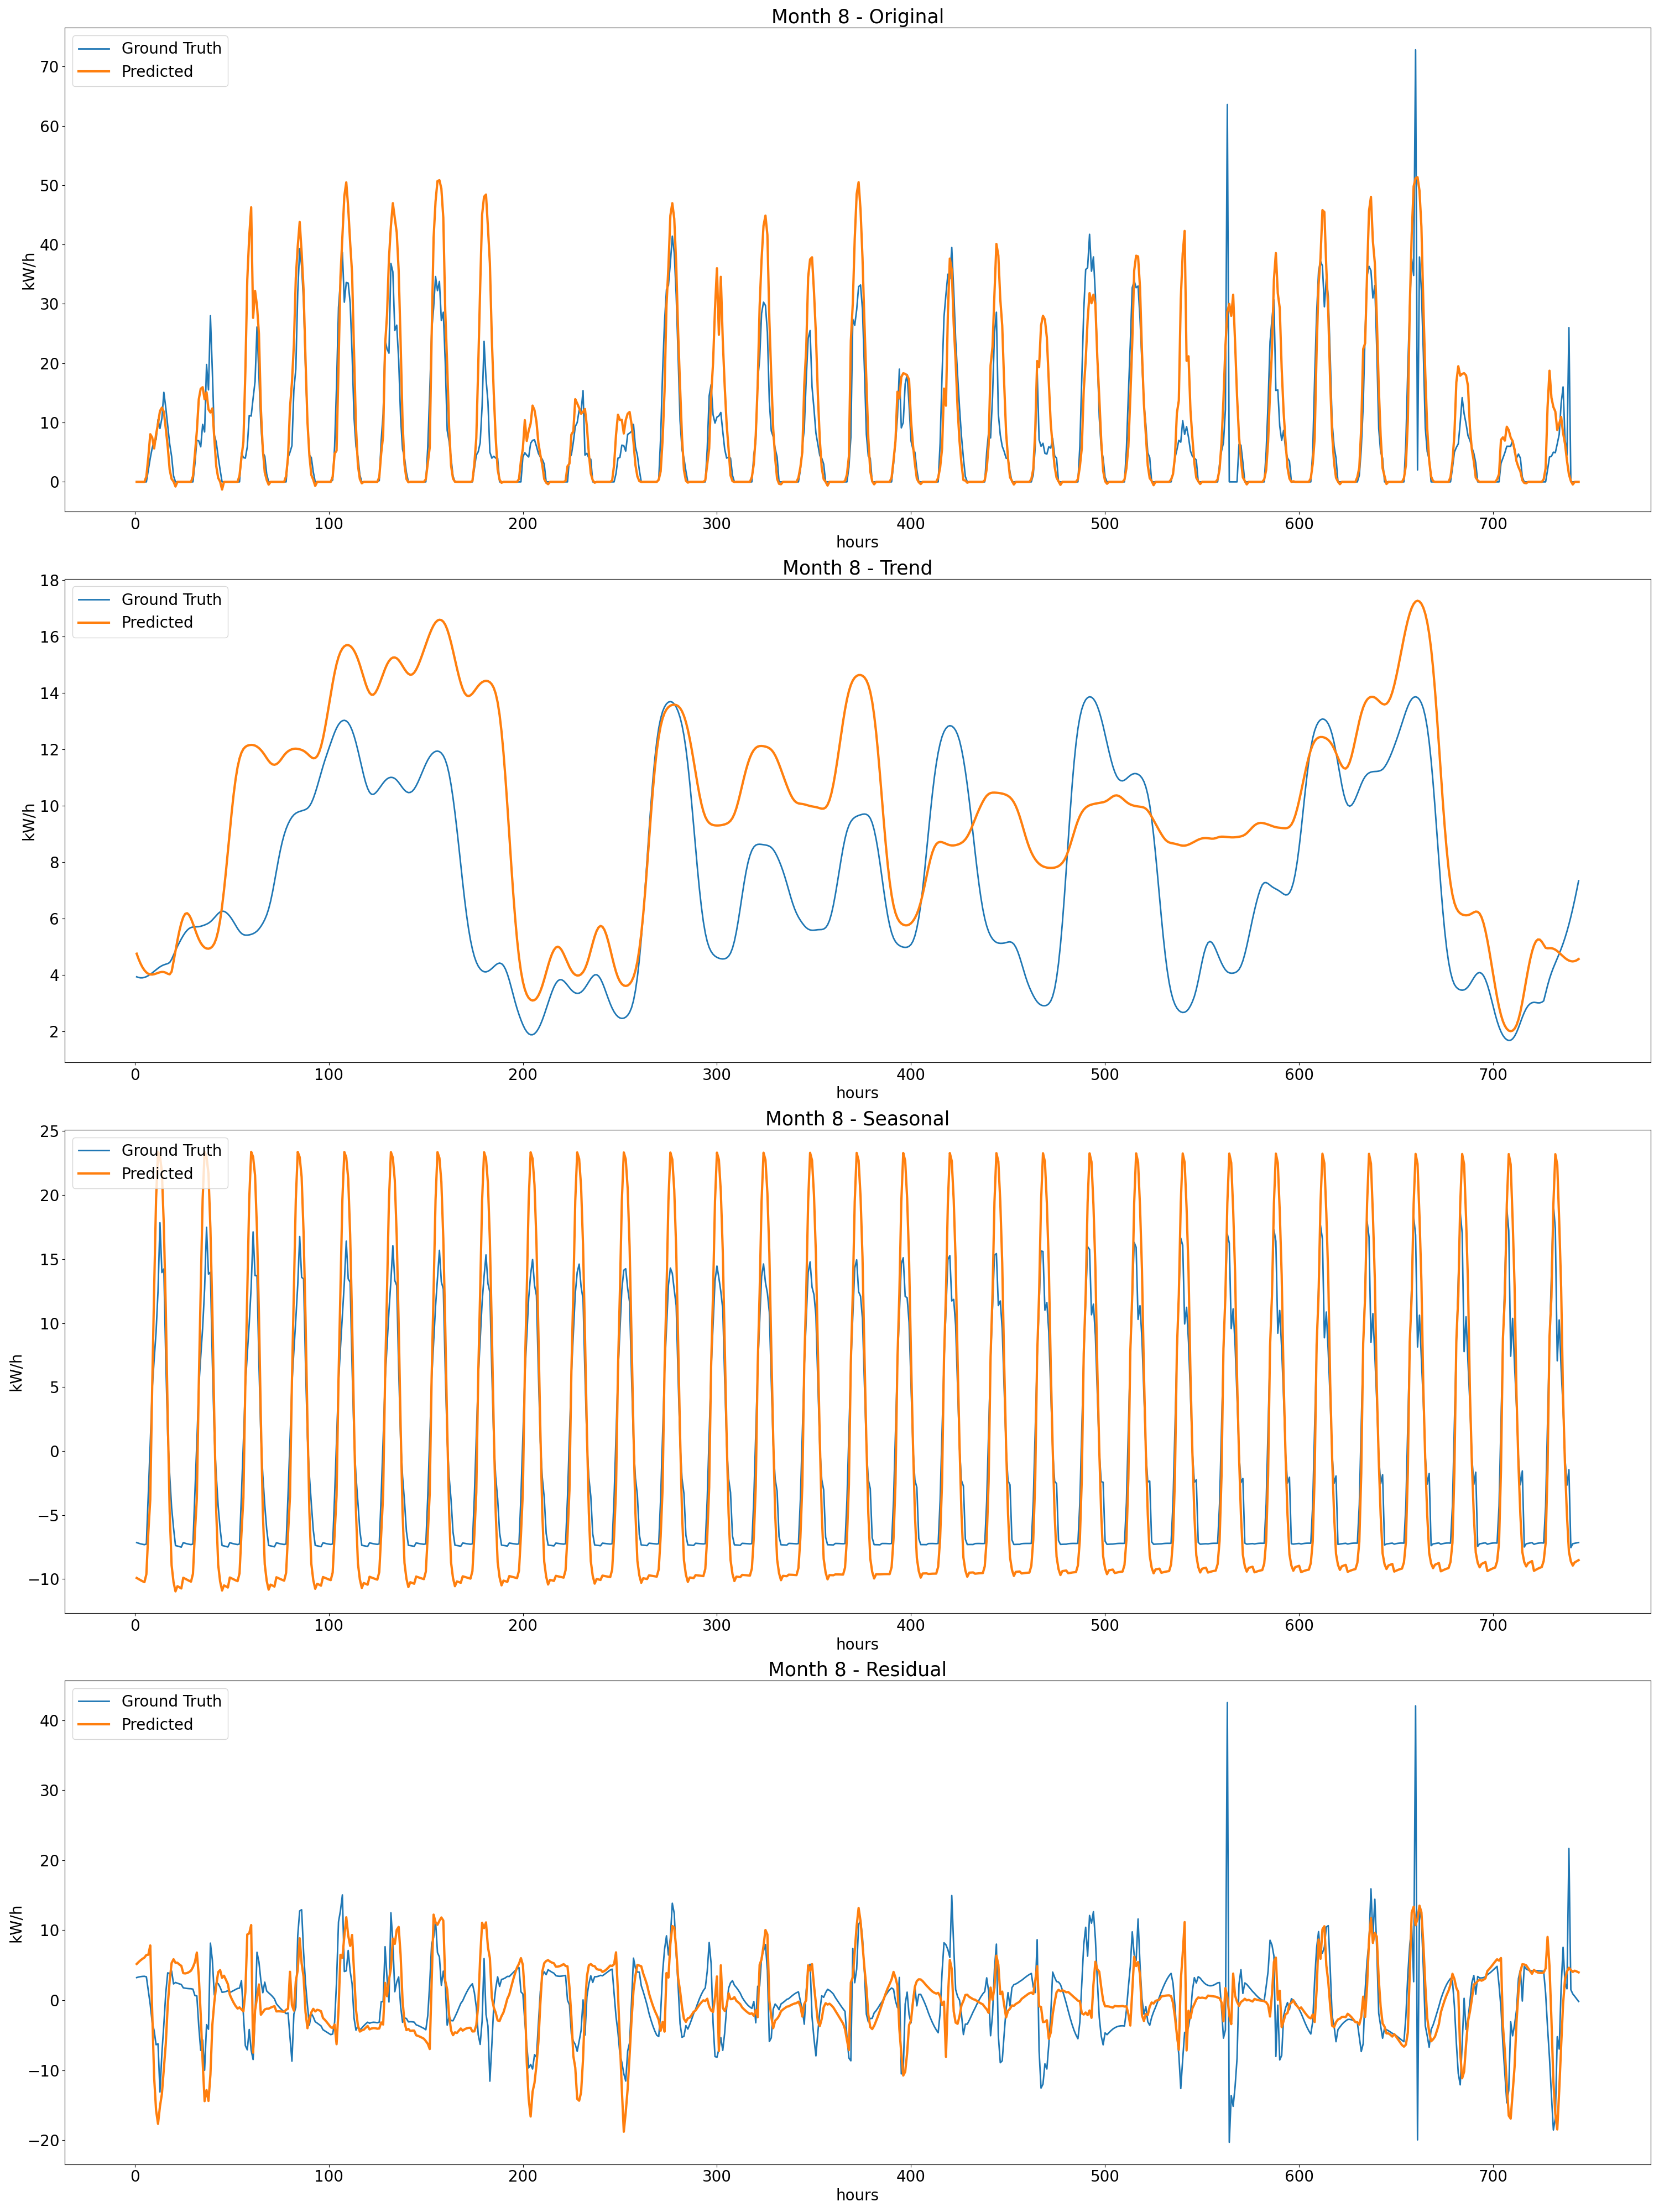 Month 8 - Original
Ground Truth
Predicted
70
60
50
40
30
20
10
0
kW/h
0 100 200 300 400 500 600 700
hours
Month 8 - Trend
Ground Truth
Predicted
18
16
14
12
10
8
6
4
2
kW/h
0 100 200 300 400 500 600 700
hours
Month 8 - Seasonal
Ground Truth
Predicted
25
20
15
10
5
0
−5
−10
kW/h
0 100 200 300 400 500 600 700
hours
Month 8 - Residual
Ground Truth
Predicted
40
30
20
10
0
−10
−20
kW/h
0 100 200 300 400 500 600 700
hours